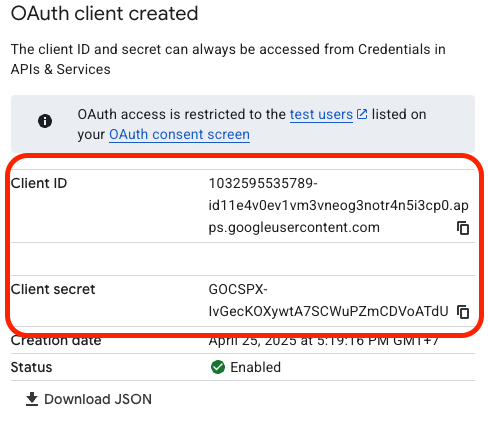 OAuth client created
The client ID and secret can always be accessed from Credentials in
APIs & Services
OAuth access is restricted to the test users listed on
your OAuth consent screen
Client ID
1032595535789-
id11e4v0ev1vm3vneog3notr4n5i3cp0.ap
ps.googleusercontent.com
Client secret
GOCSPX-
IvGecKOXywtA7SCWuPZmCDVoATdU
Creation date April 25, 2025 at 5:19:16 PM GMT+7
Status Enabled
Download JSON